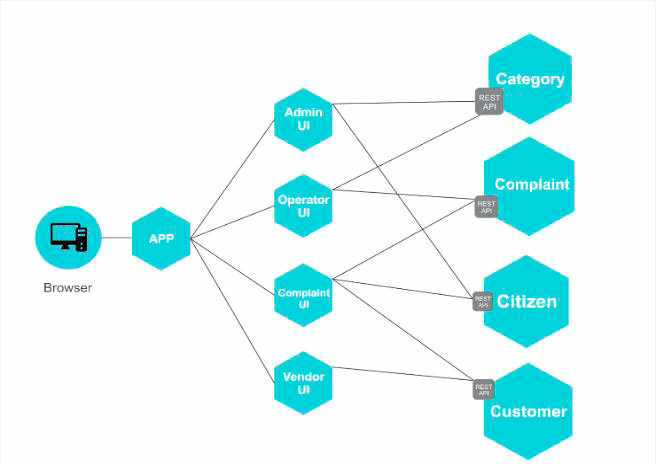 Browser
APP
Admin
UI
Operator
UI
Complaint
UI
Vendor
UI
Category
REST
API
Complaint
REST
API
Citizen
REST
API
Customer
REST
API